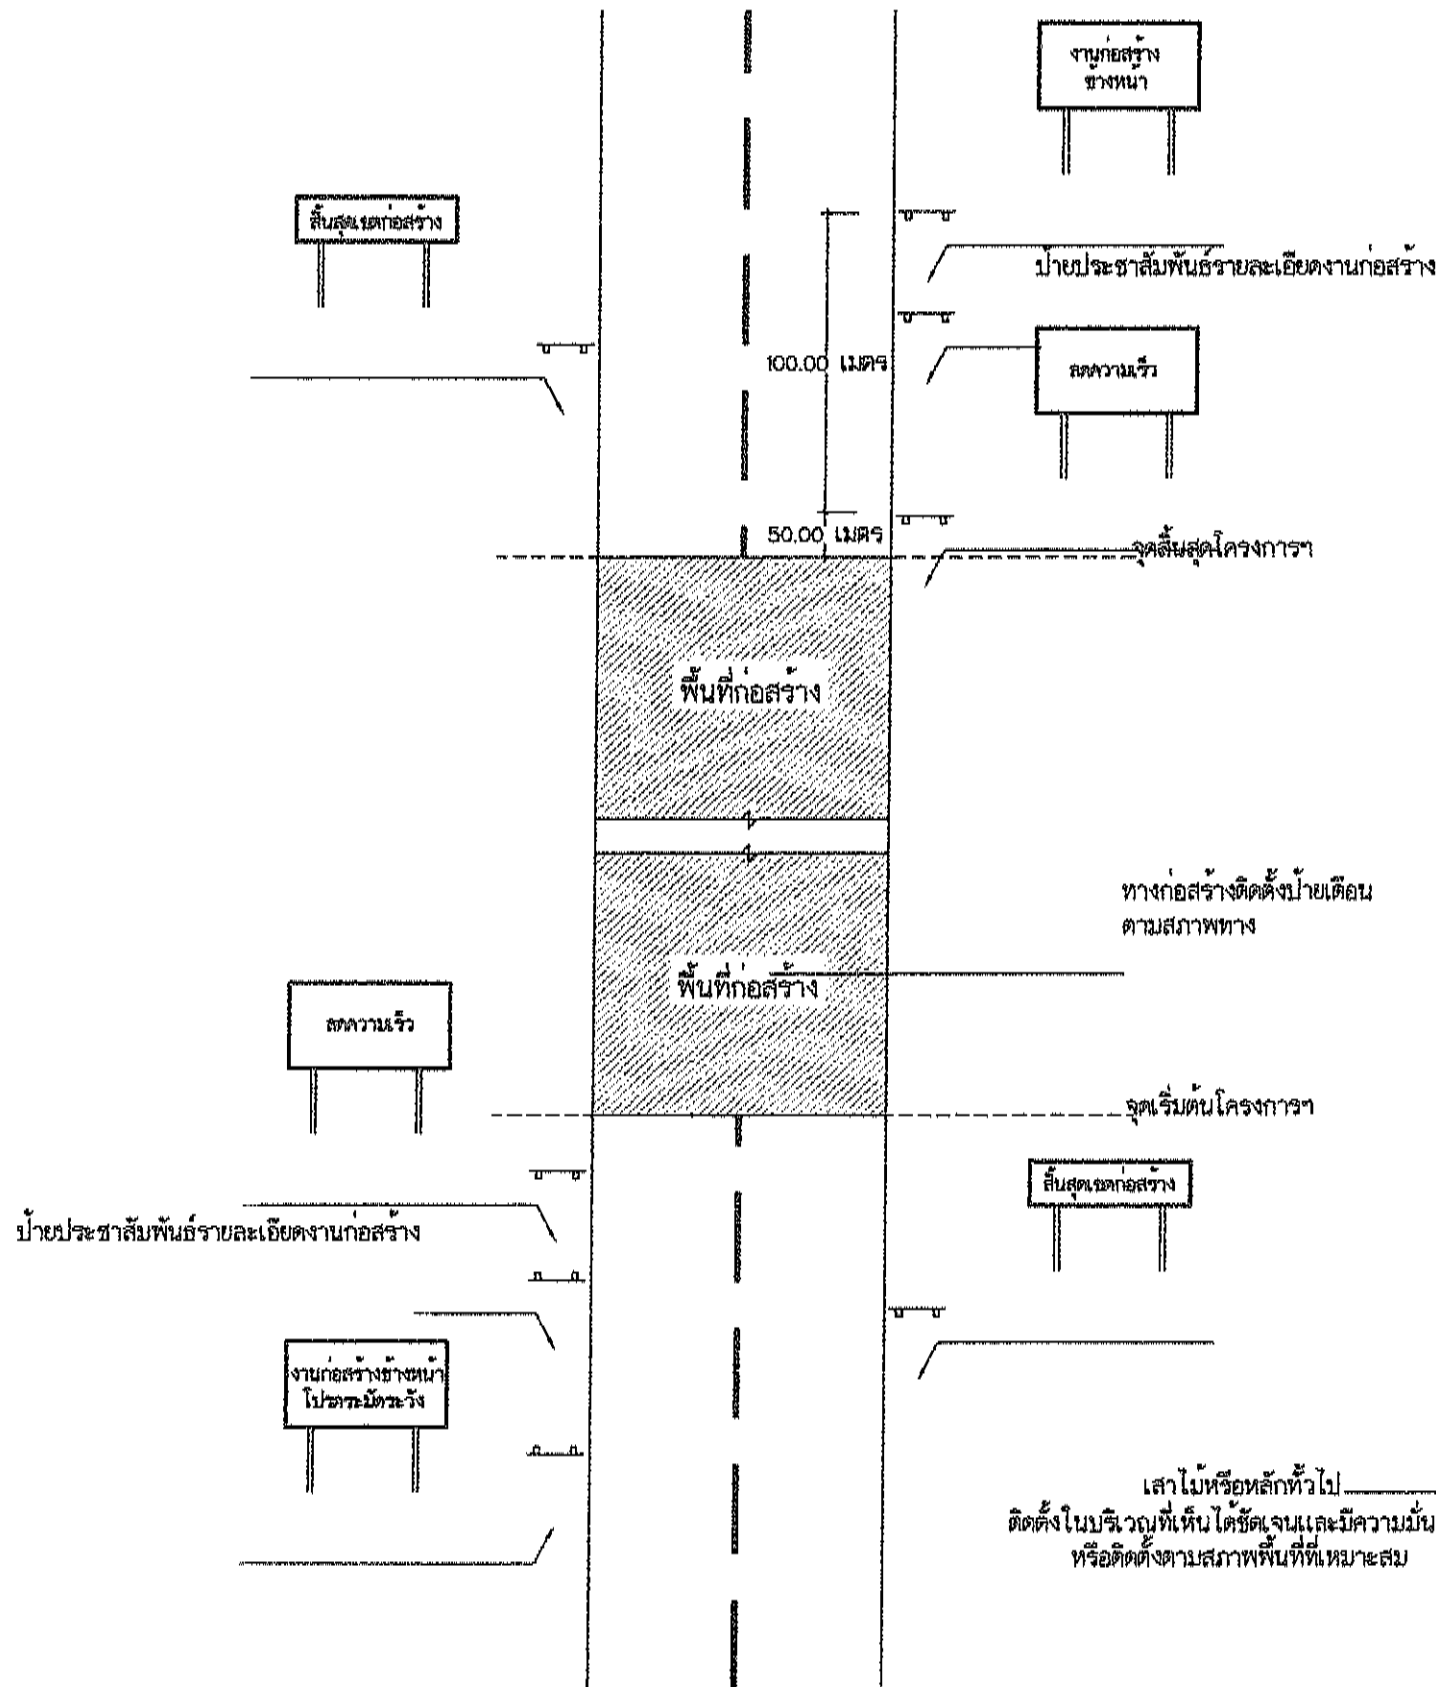 งานก่อสร้าง
ข้างหน้า
สิ้นสุดเขตก่อสร้าง
ป้ายประชาสัมพันธ์รายละเอียดงานก่อสร้าง
100.00 เมตร
ลดความเร็ว
50.00 เมตร
จุดสิ้นสุดโครงการฯ
พื้นที่ก่อสร้าง
ทางก่อสร้างติดตั้งป้ายเตือน
ตามสภาพทาง
พื้นที่ก่อสร้าง
ลดความเร็ว
จุดเริ่มต้นโครงการฯ
สิ้นสุดเขตก่อสร้าง
ป้ายประชาสัมพันธ์รายละเอียดงานก่อสร้าง
งานก่อสร้างข้างหน้า
โปรดระมัดระวัง
เสาไม้หรือหลักทั่วไป
ติดตั้งในบริเวณที่เห็นได้ชัดเจนและมีความมั่น
หรือติดตั้งตามสภาพพื้นที่ที่เหมาะสม